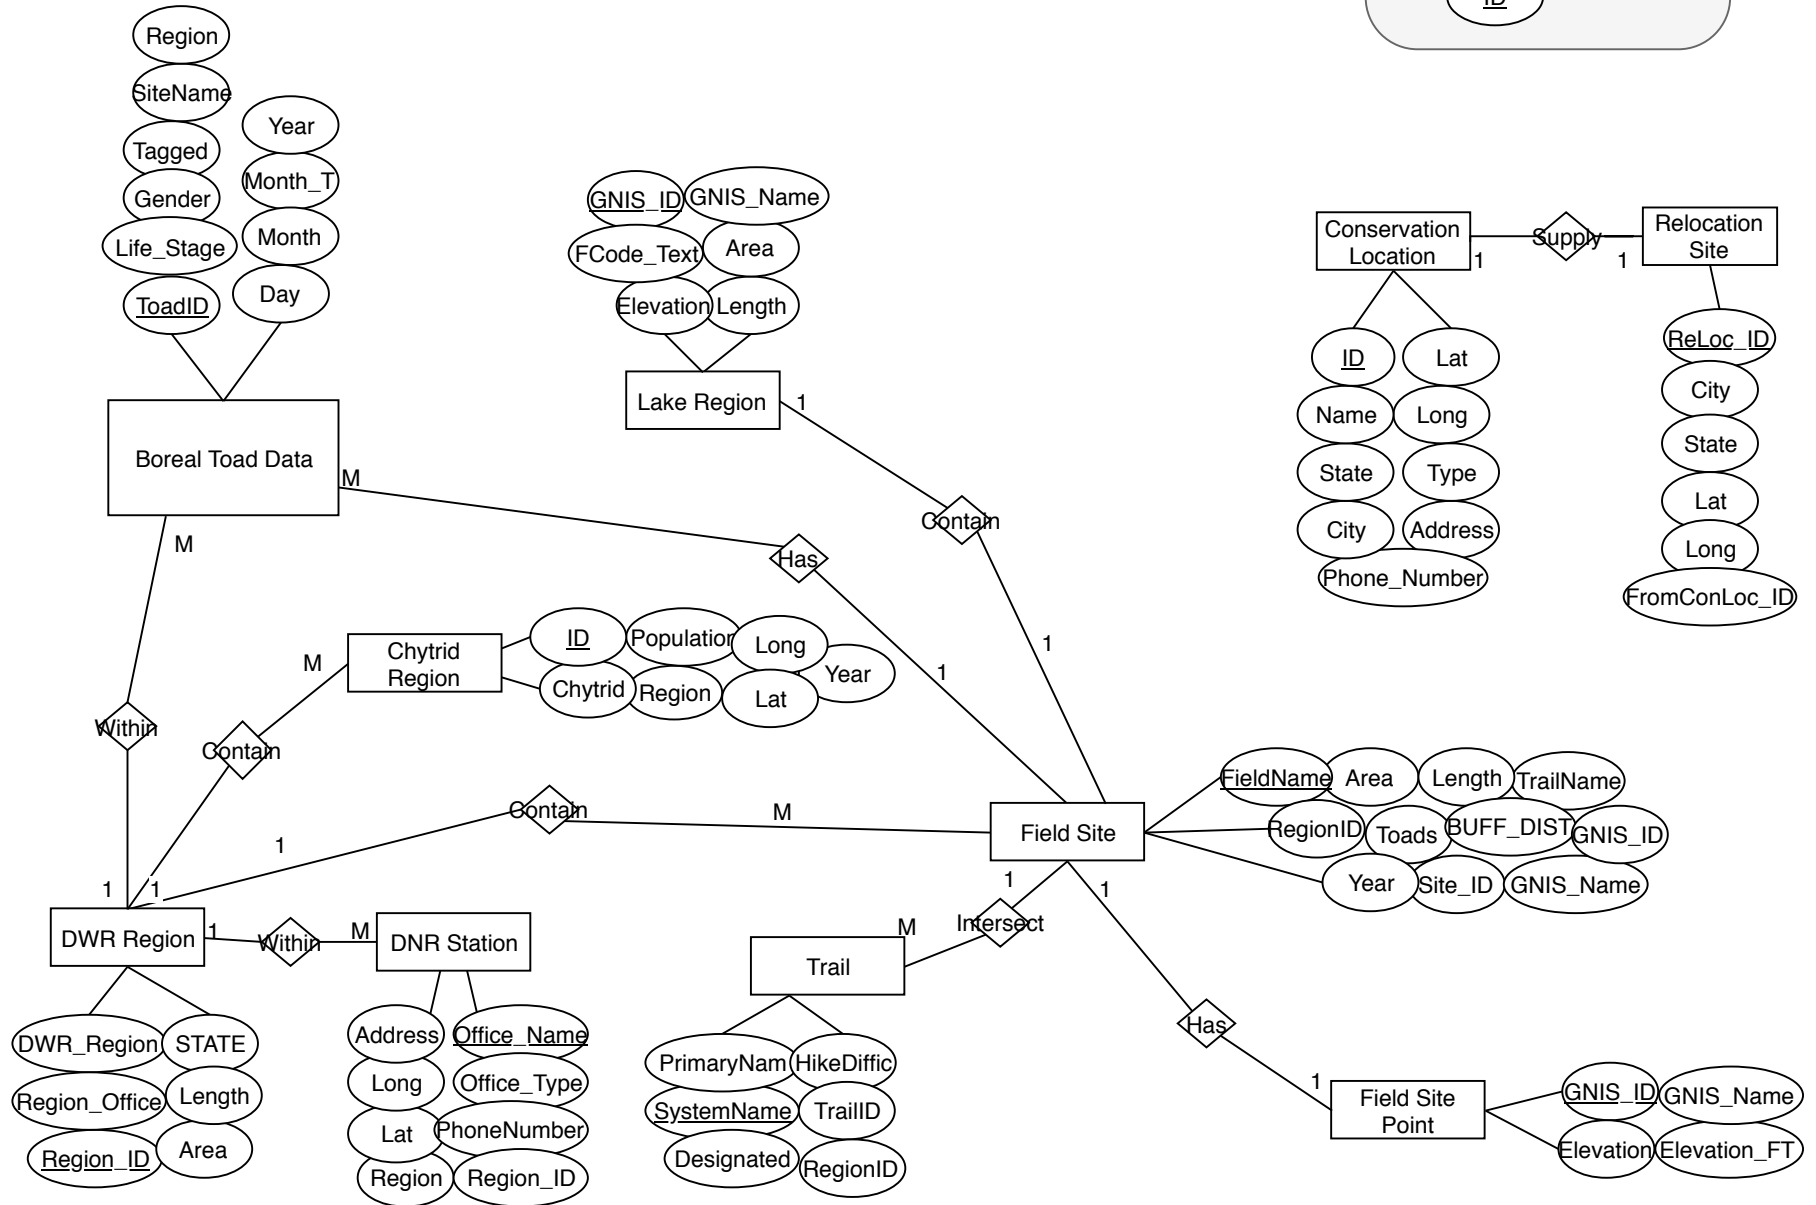 ID
Region
SiteName
Tagged
Gender
Life_Stage
ToadID
Year
Month_T
Month
Day
Boreal Toad Data
M
M
GNIS_ID
GNIS_Name
FCode_Text
Area
Elevation
Length
Lake Region
1
Contain
1
Has
1
Conservation
Location
1
Supply
1
Relocation
Site
ID
Lat
Name
Long
State
Type
City
Address
Phone_Number
ReLoc_ID
City
State
Lat
Long
FromConLoc_ID
Within
M
Chytrid
Region
ID
Population
Long
Year
Chytrid
Region
Lat
Contain
Contain
M
1
1
1
Field Site
FieldName
Area
Length
TrailName
RegionID
Toads
BUFF_DIST
GNIS_ID
Year
Site_ID
GNIS_Name
DWR Region
1
Within
M
DNR Station
DWR_Region
STATE
Region_Office
Length
Region_ID
Area
Address
Office_Name
Long
Office_Type
Lat
PhoneNumber
Region
Region_ID
1
Intersect
M
Trail
PrimaryNam
HikeDiffic
SystemName
TrailID
Designated
RegionID
1
Has
1
Field Site
Point
GNIS_ID
GNIS_Name
Elevation
Elevation_FT